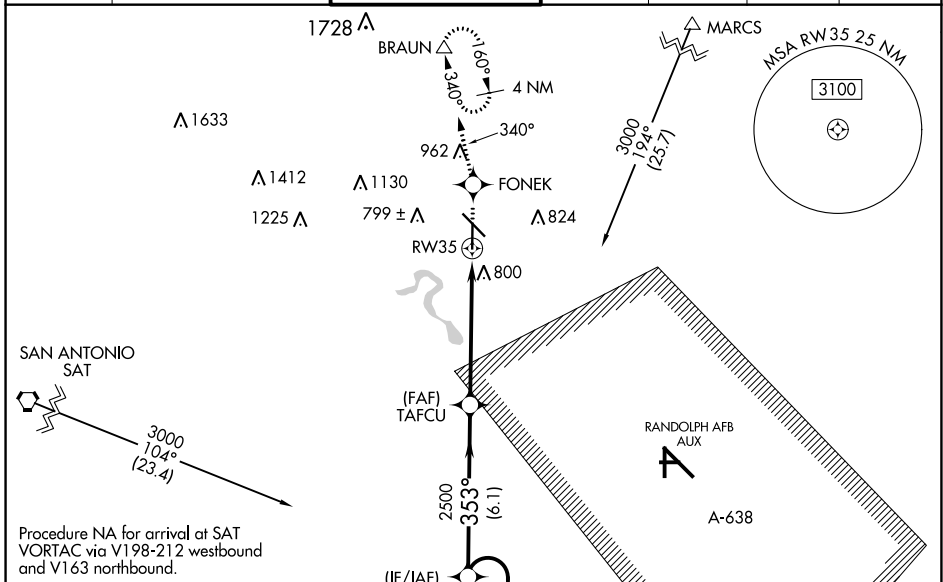 1728
BRAUN
160°
340°
4 NM
MARCS
MSA RW35 25 NM
3100
1633
340°
962
3000
194°
(25.7)
1412
1130
FONEK
1225
799 ±
824
RW35
800
SAN ANTONIO
SAT
(FAF)
TAFCU
RANDOLPH AFB
AUX
3000
104°
(23.4)
2500
353°
(6.1)
A-638
Procedure NA for arrival at SAT
VORTAC via V198-212 westbound
and V163 northbound.
(IF/IAF)